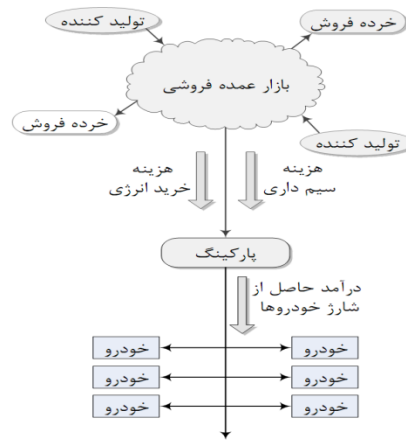 تولید کننده
خرده فروش
بازار عمده فروشی
خرده فروش
تولید کننده
هزینه
سیم داری
هزینه
خرید انرژی
پارکینگ
درآمد حاصل از
شارژ خودروها
خودرو
خودرو
خودرو
خودرو
خودرو
خودرو